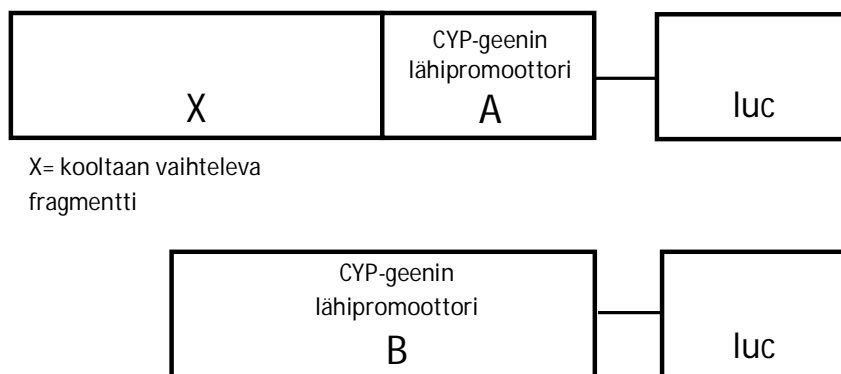 CYP-geenin
lähipromoottori
X
A
luc
X= kooltaan vaihteleva
fragmentti
CYP-geenin
lähipromoottori
B
luc